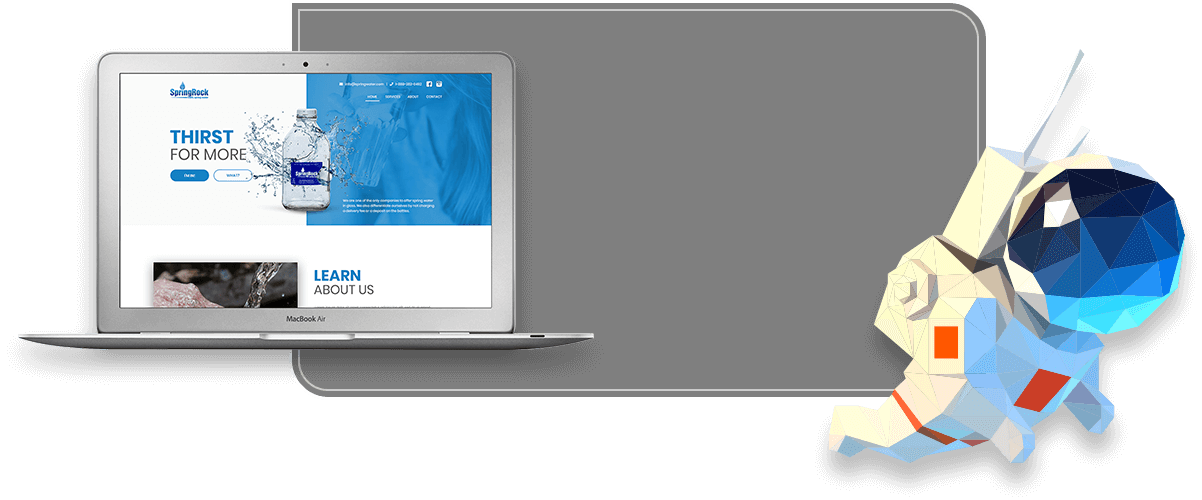 SpringRock
HOME SERVICES ABOUT CONTACT
THIRST
FOR MORE
I'M IN! WHAT?
SpringRock
We are one of the only companies to offer spring water
in glass. We also differentiate ourselves by not charging
a delivery fee or a deposit on the bottles.
LEARN
ABOUT US
MacBook Air